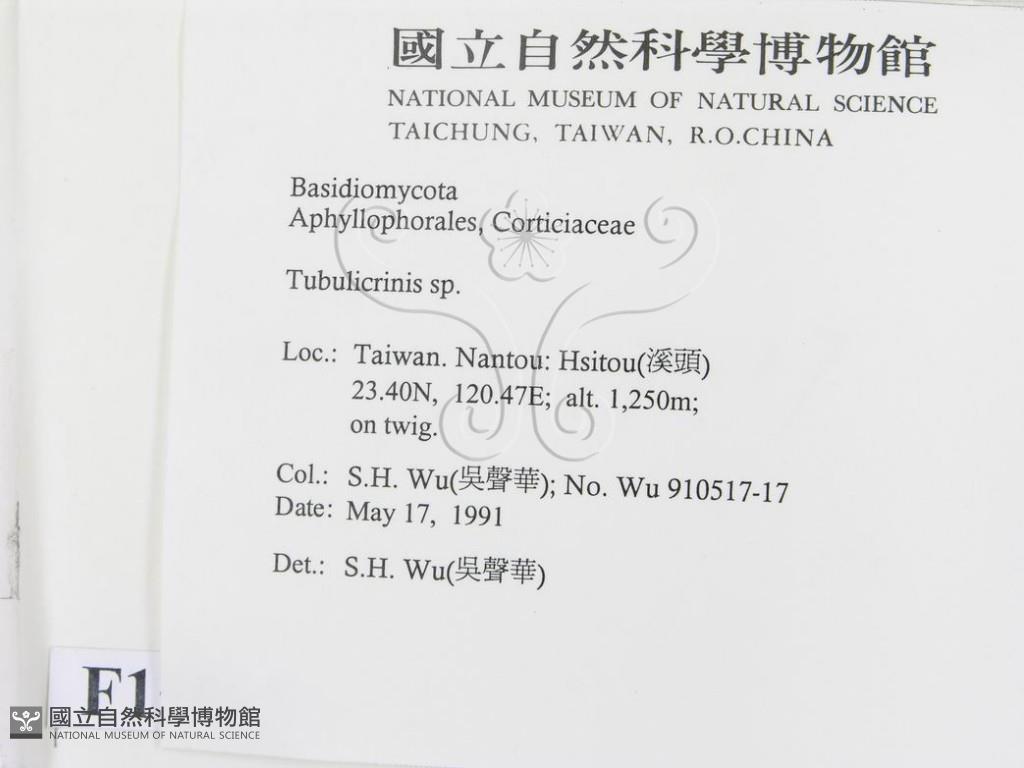 國立自然科學博物館
NATIONAL MUSEUM OF NATURAL SCIENCE
TAICHUNG, TAIWAN, R.O.CHINA
Basidiomycota
Aphyllophorales, Corticiaceae
Tubulicrinis sp.
Loc.: Taiwan. Nantou: Hsitou(溪頭)
23.40N, 120.47E; alt. 1,250m;
on twig.
Col.: S.H. Wu(吳聲華); No. Wu 910517-17
Date: May 17, 1991
Det.: S.H. Wu(吳聲華)
F1
國立自然科學博物館
NATIONAL MUSEUM OF NATURAL SCIENCE